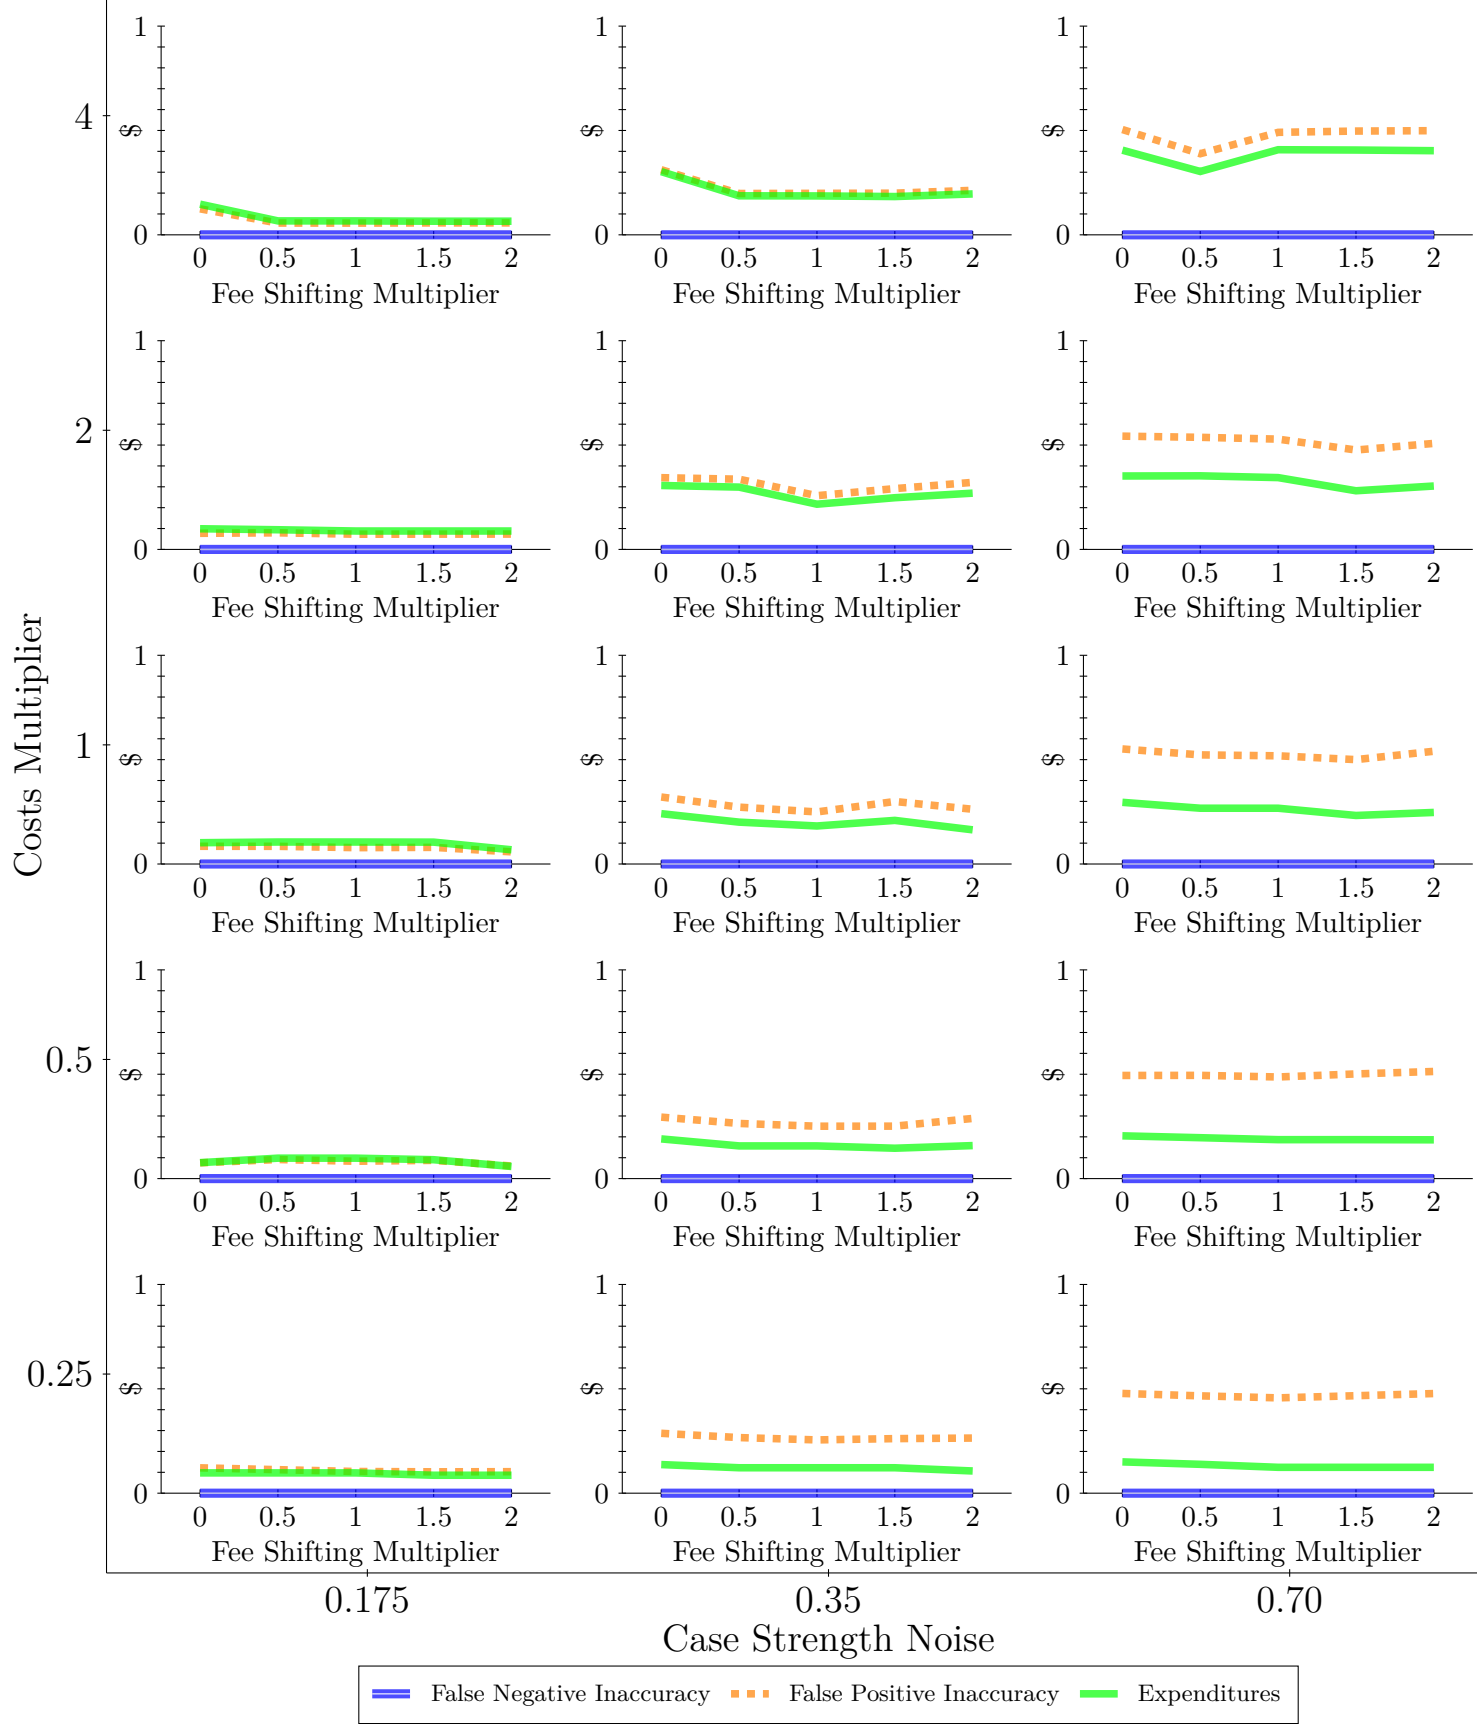 1
$
0
0 0.5 1 1.5 2
Fee Shifting Multiplier
1
$
0
0 0.5 1 1.5 2
Fee Shifting Multiplier
1
$
0
0 0.5 1 1.5 2
Fee Shifting Multiplier
4
1
$
0
0 0.5 1 1.5 2
Fee Shifting Multiplier
1
$
0
0 0.5 1 1.5 2
Fee Shifting Multiplier
1
$
0
0 0.5 1 1.5 2
Fee Shifting Multiplier
2
1
$
0
0 0.5 1 1.5 2
Fee Shifting Multiplier
1
$
0
0 0.5 1 1.5 2
Fee Shifting Multiplier
1
$
0
0 0.5 1 1.5 2
Fee Shifting Multiplier
1
Costs Multiplier
1
$
0
0 0.5 1 1.5 2
Fee Shifting Multiplier
1
$
0
0 0.5 1 1.5 2
Fee Shifting Multiplier
1
$
0
0 0.5 1 1.5 2
Fee Shifting Multiplier
0.5
1
$
0
0 0.5 1 1.5 2
Fee Shifting Multiplier
1
$
0
0 0.5 1 1.5 2
Fee Shifting Multiplier
1
$
0
0 0.5 1 1.5 2
Fee Shifting Multiplier
0.25
0.175 0.35 0.70
Case Strength Noise
False Negative Inaccuracy False Positive Inaccuracy Expenditures